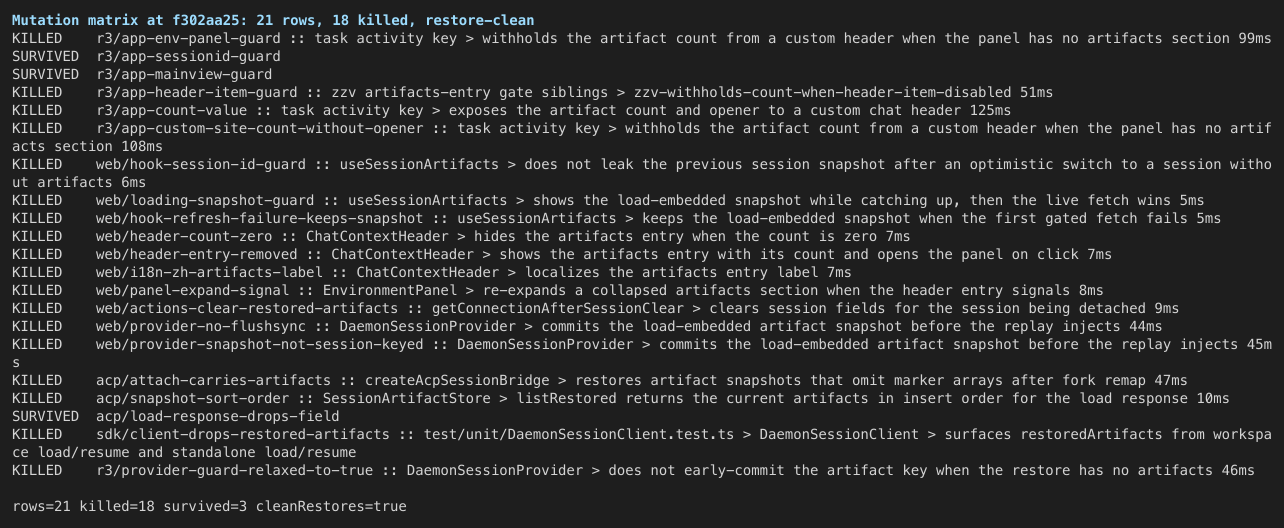 Mutation matrix at f302aa25: 21 rows, 18 killed, restore-clean
KILLED    r3/app-env-panel-guard :: task activity key > withholds the artifact count from a custom header when the panel has no artifacts section 99ms
SURVIVED  r3/app-sessionid-guard
SURVIVED  r3/app-mainview-guard
KILLED    r3/app-header-item-guard :: zzv artifacts-entry gate siblings > zzv-withholds-count-when-header-item-disabled 51ms
KILLED    r3/app-count-value :: task activity key > exposes the artifact count and opener to a custom chat header 125ms
KILLED    r3/app-custom-site-count-without-opener :: task activity key > withholds the artifact count from a custom header when the panel has no artif
acts section 108ms
KILLED    web/hook-session-id-guard :: useSessionArtifacts > does not leak the previous session snapshot after an optimistic switch to a session witho
ut artifacts 6ms
KILLED    web/loading-snapshot-guard :: useSessionArtifacts > shows the load-embedded snapshot while catching up, then the live fetch wins 5ms
KILLED    web/hook-refresh-failure-keeps-snapshot :: useSessionArtifacts > keeps the load-embedded snapshot when the first gated fetch fails 5ms
KILLED    web/header-count-zero :: ChatContextHeader > hides the artifacts entry when the count is zero 7ms
KILLED    web/header-entry-removed :: ChatContextHeader > shows the artifacts entry with its count and opens the panel on click 7ms
KILLED    web/i18n-zh-artifacts-label :: ChatContextHeader > localizes the artifacts entry label 7ms
KILLED    web/panel-expand-signal :: EnvironmentPanel > re-expands a collapsed artifacts section when the header entry signals 8ms
KILLED    web/actions-clear-restored-artifacts :: getConnectionAfterSessionClear > clears session fields for the session being detached 9ms
KILLED    web/provider-no-flushsync :: DaemonSessionProvider > commits the load-embedded artifact snapshot before the replay injects 44ms
KILLED    web/provider-snapshot-not-session-keyed :: DaemonSessionProvider > commits the load-embedded artifact snapshot before the replay injects 45m
s
KILLED    acp/attach-carries-artifacts :: createAcpSessionBridge > restores artifact snapshots that omit marker arrays after fork remap 47ms
KILLED    acp/snapshot-sort-order :: SessionArtifactStore > listRestored returns the current artifacts in insert order for the load response 10ms
SURVIVED  acp/load-response-drops-field
KILLED    sdk/client-drops-restored-artifacts :: test/unit/DaemonSessionClient.test.ts > DaemonSessionClient > surfaces restoredArtifacts from workspa
ce load/resume and standalone load/resume
KILLED    r3/provider-guard-relaxed-to-true :: DaemonSessionProvider > does not early-commit the artifact key when the restore has no artifacts 46ms
rows=21 killed=18 survived=3 cleanRestores=true